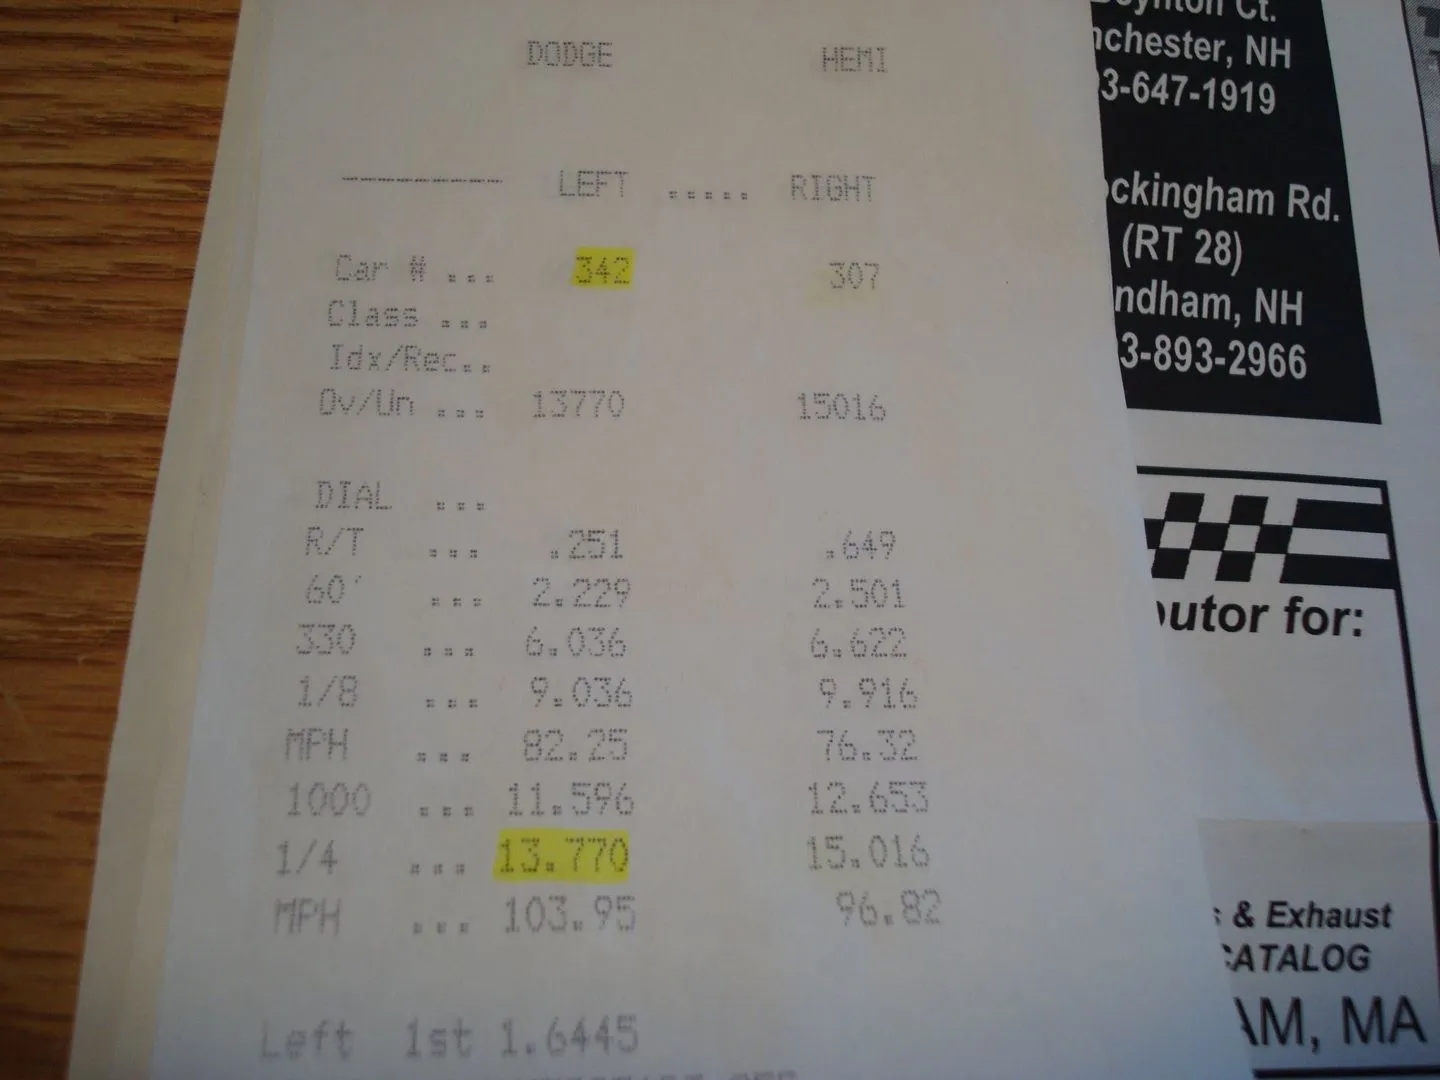 DODGE HEMI
--------- LEFT ..... RIGHT
Car # ... 342 307
Class ...
Idx/Rec..
Ov/Un ... 13770 15016
DIAL ...
R/T ... .251 .649
60' ... 2.229 2.501
330 ... 6.036 6.622
1/8 ... 9.036 9.916
MPH ... 82.25 76.32
1000 ... 11.596 12.653
1/4 ... 13.770 15.016
MPH ... 103.95 96.82
Left 1st 1.6445
Ct.
nchester, NH
3-647-1919
ckingham Rd.
(RT 28)
ndham, NH
3-893-2966
utor for:
& Exhaust
CATALOG
AM, MA